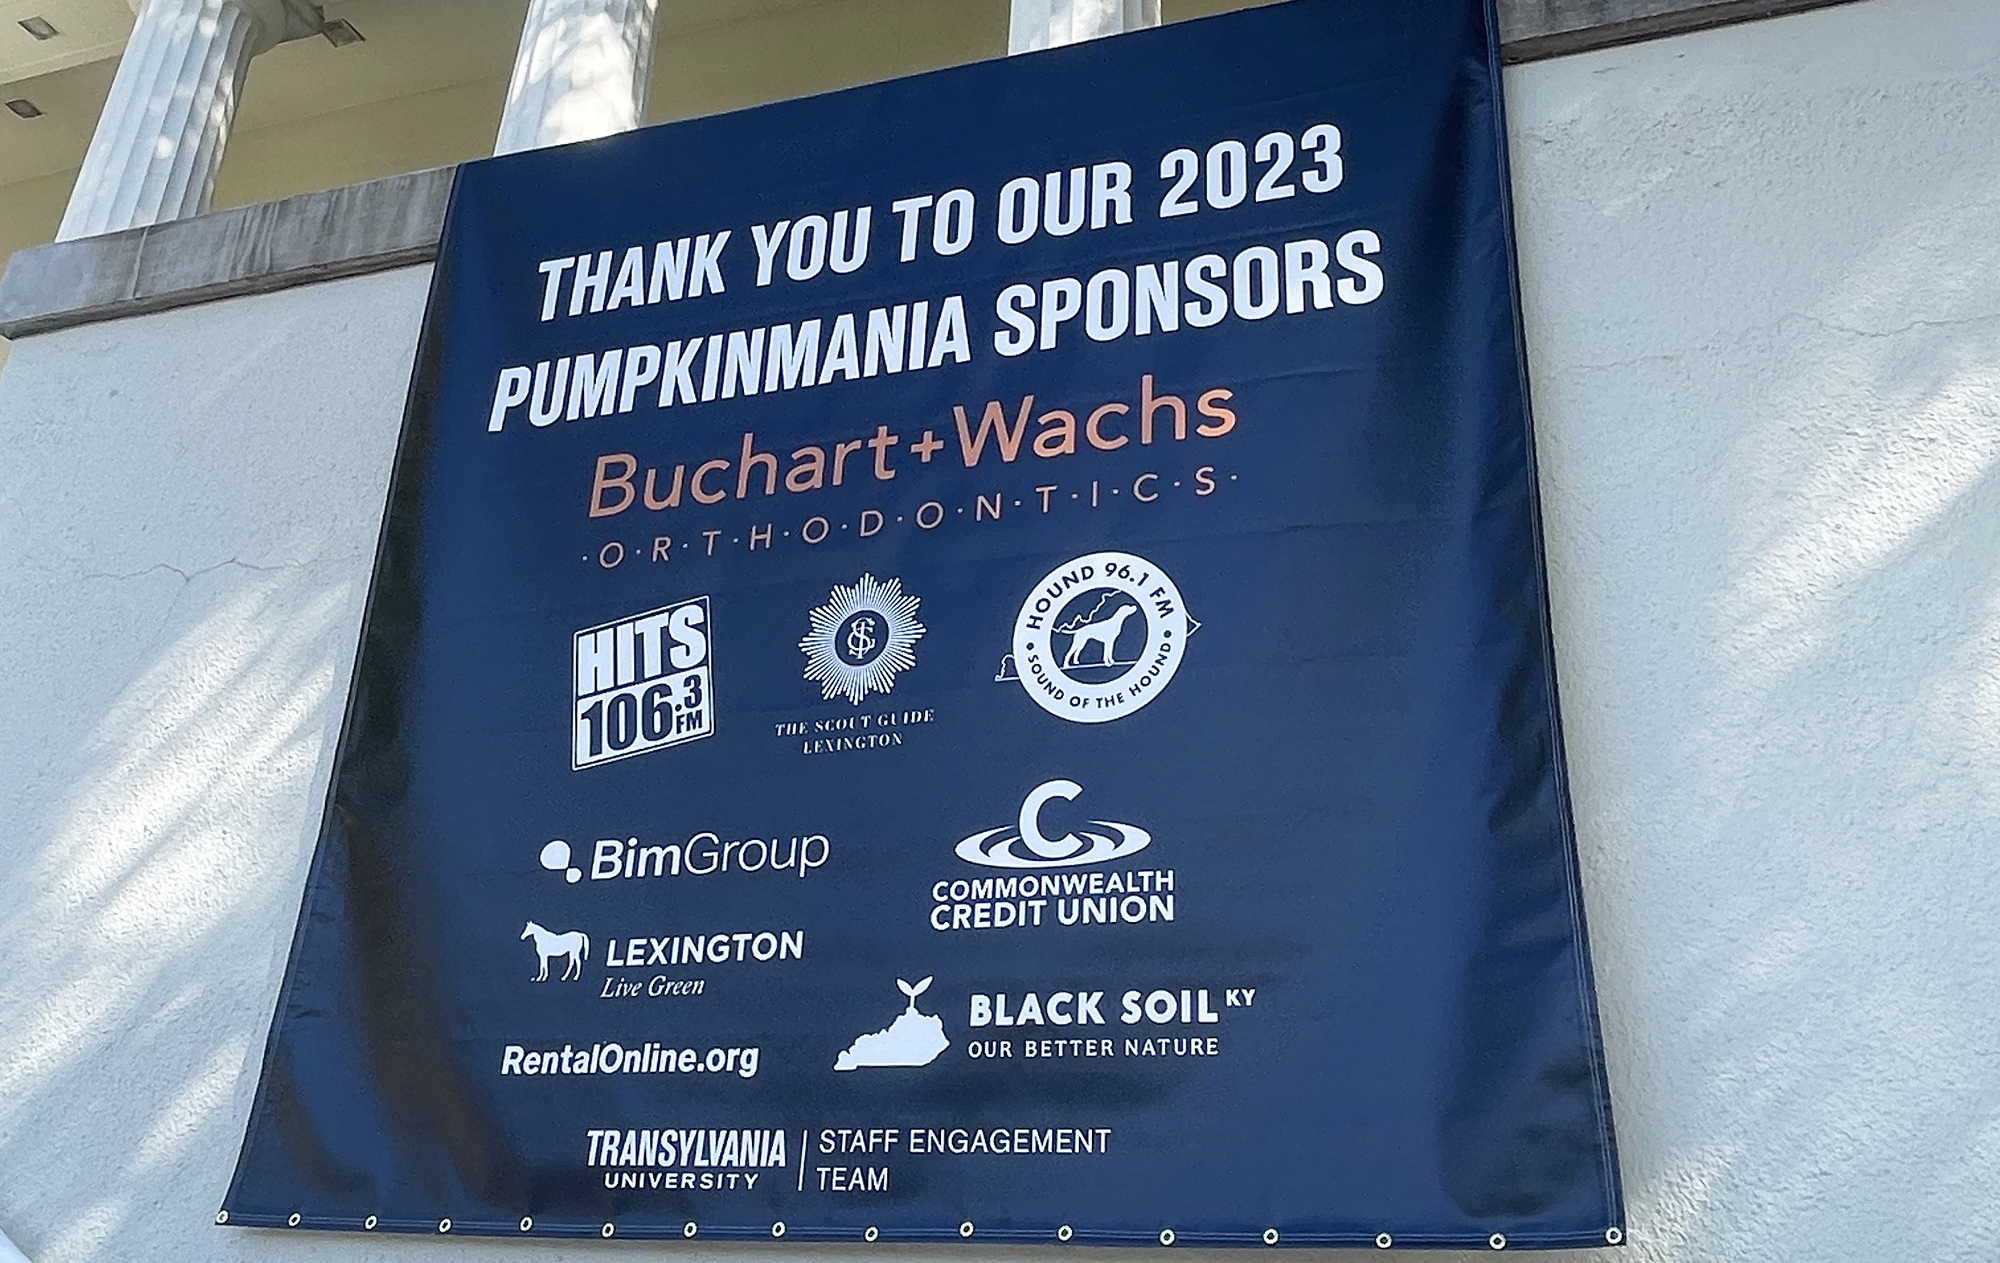 THANK YOU TO OUR 2023
PUMPKINMANIA SPONSORS
Buchart+Wachs
·O·R·T·H·O·D·O·N·T·I·C·S·
HITS
106.3
FM
THE SCOUT GUIDE
LEXINGTON
HOUND 96.1 FM
• SOUND OF THE HOUND •
BimGroup
C
COMMONWEALTH
CREDIT UNION
LEXINGTON
Live Green
BLACK SOIL KY
OUR BETTER NATURE
RentalOnline.org
TRANSYLVANIA
UNIVERSITY
STAFF ENGAGEMENT
TEAM